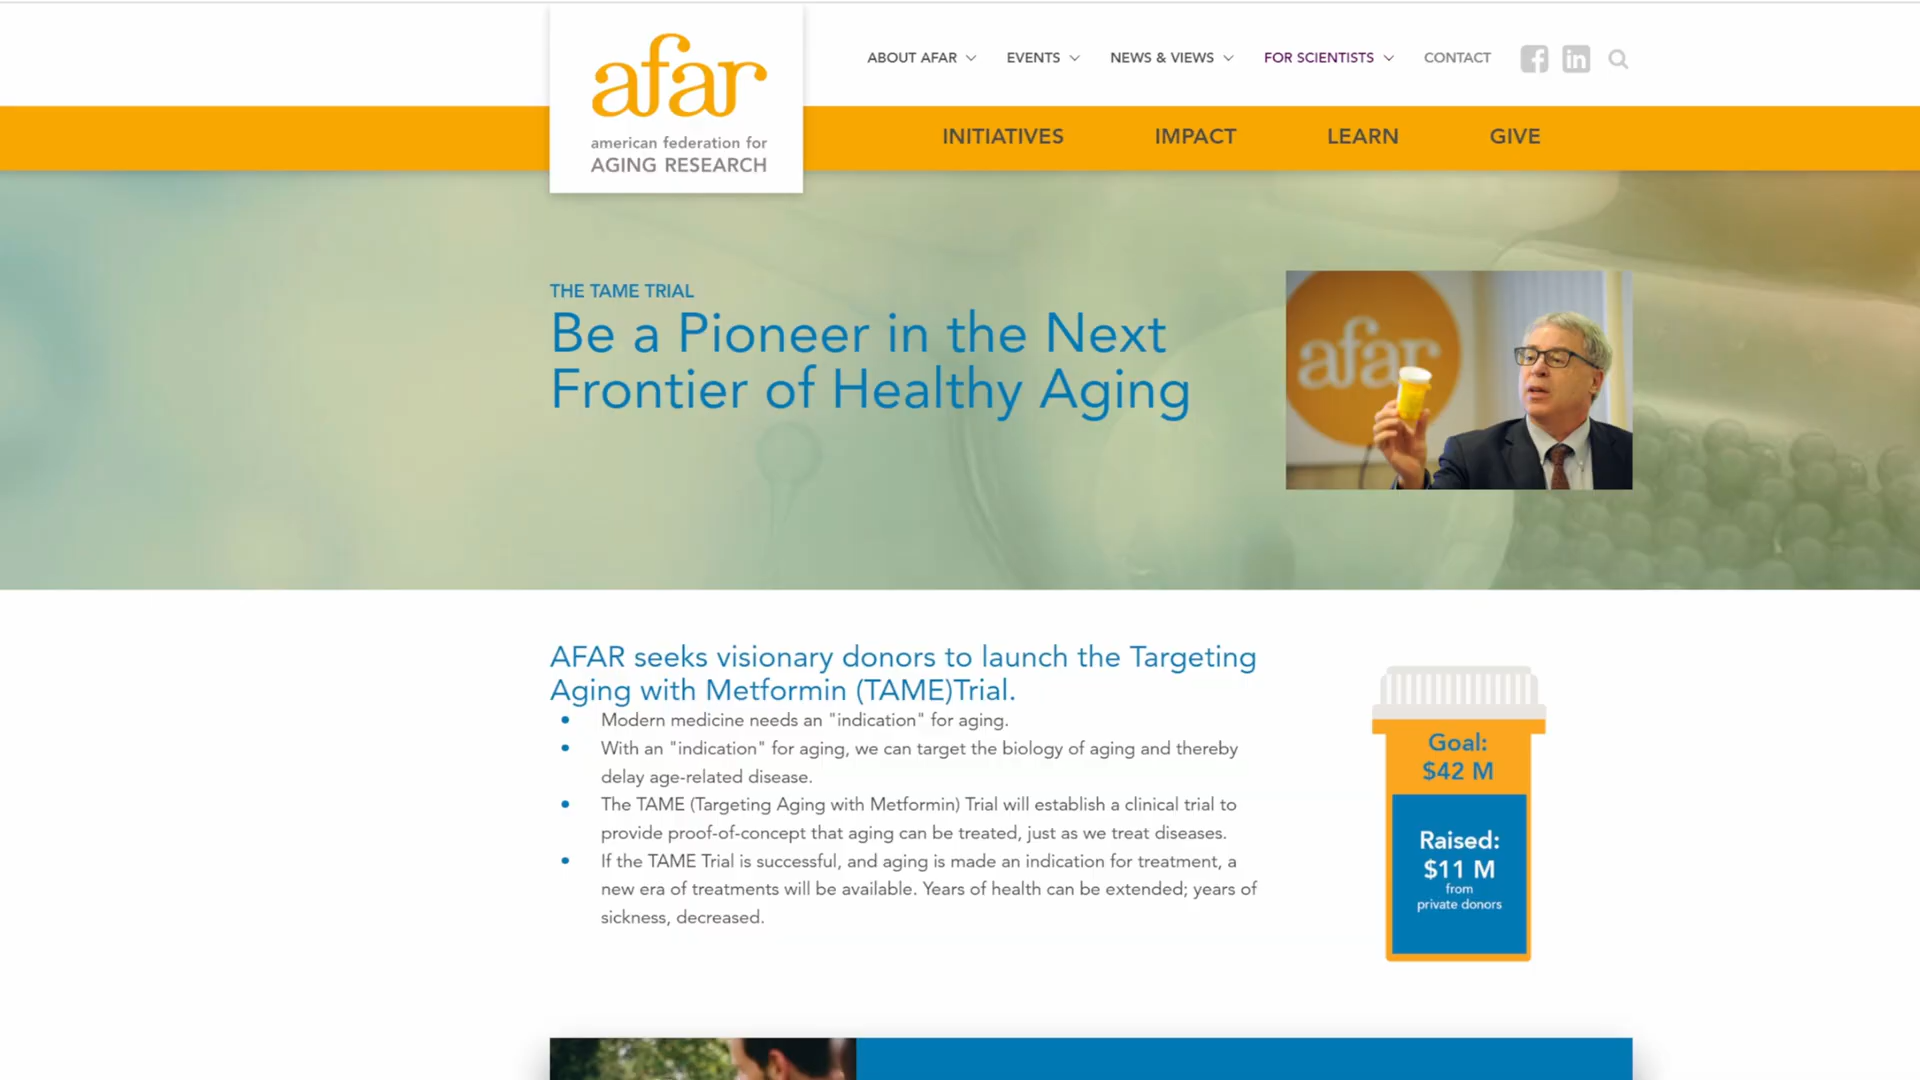 afar
american federation for
AGING RESEARCH
ABOUT AFAR
EVENTS
NEWS & VIEWS
FOR SCIENTISTS
CONTACT
INITIATIVES
IMPACT
LEARN
GIVE
THE TAME TRIAL
Be a Pioneer in the Next
Frontier of Healthy Aging
afar
AFAR seeks visionary donors to launch the Targeting
Aging with Metformin (TAME)Trial.
Modern medicine needs an "indication" for aging.
With an "indication" for aging, we can target the biology of aging and thereby
delay age-related disease.
The TAME (Targeting Aging with Metformin) Trial will establish a clinical trial to
provide proof-of-concept that aging can be treated, just as we treat diseases.
If the TAME Trial is successful, and aging is made an indication for treatment, a
new era of treatments will be available. Years of health can be extended; years of
sickness, decreased.
Goal:
$42 M
Raised:
$11 M
from
private donors